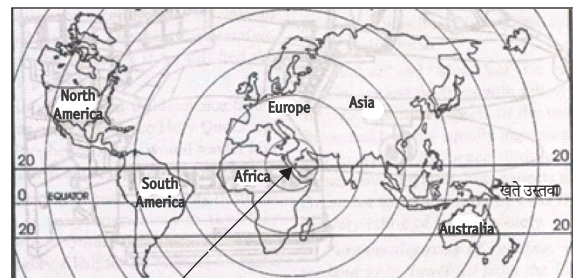 North
America
Europe
Asia
20
20
South
America
Africa
0
EQUATOR
खते उस्तवा
20
20
Australia